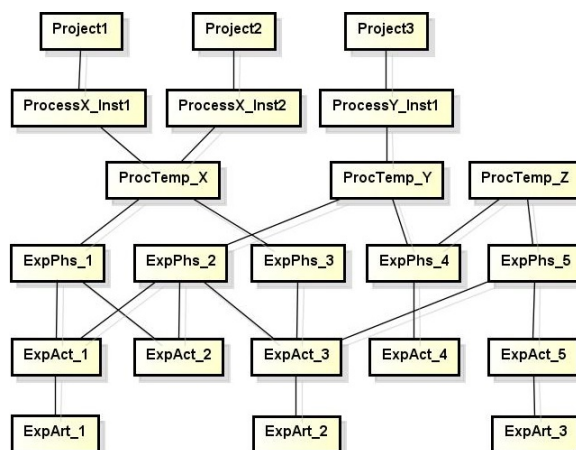 Project1
Project2
Project3
ProcessX_Inst1
ProcessX_Inst2
ProcessY_Inst1
ProcTemp_X
ProcTemp_Y
ProcTemp_Z
ExpPhs_1
ExpPhs_2
ExpPhs_3
ExpPhs_4
ExpPhs_5
ExpAct_1
ExpAct_2
ExpAct_3
ExpAct_4
ExpAct_5
ExpArt_1
ExpArt_2
ExpArt_3